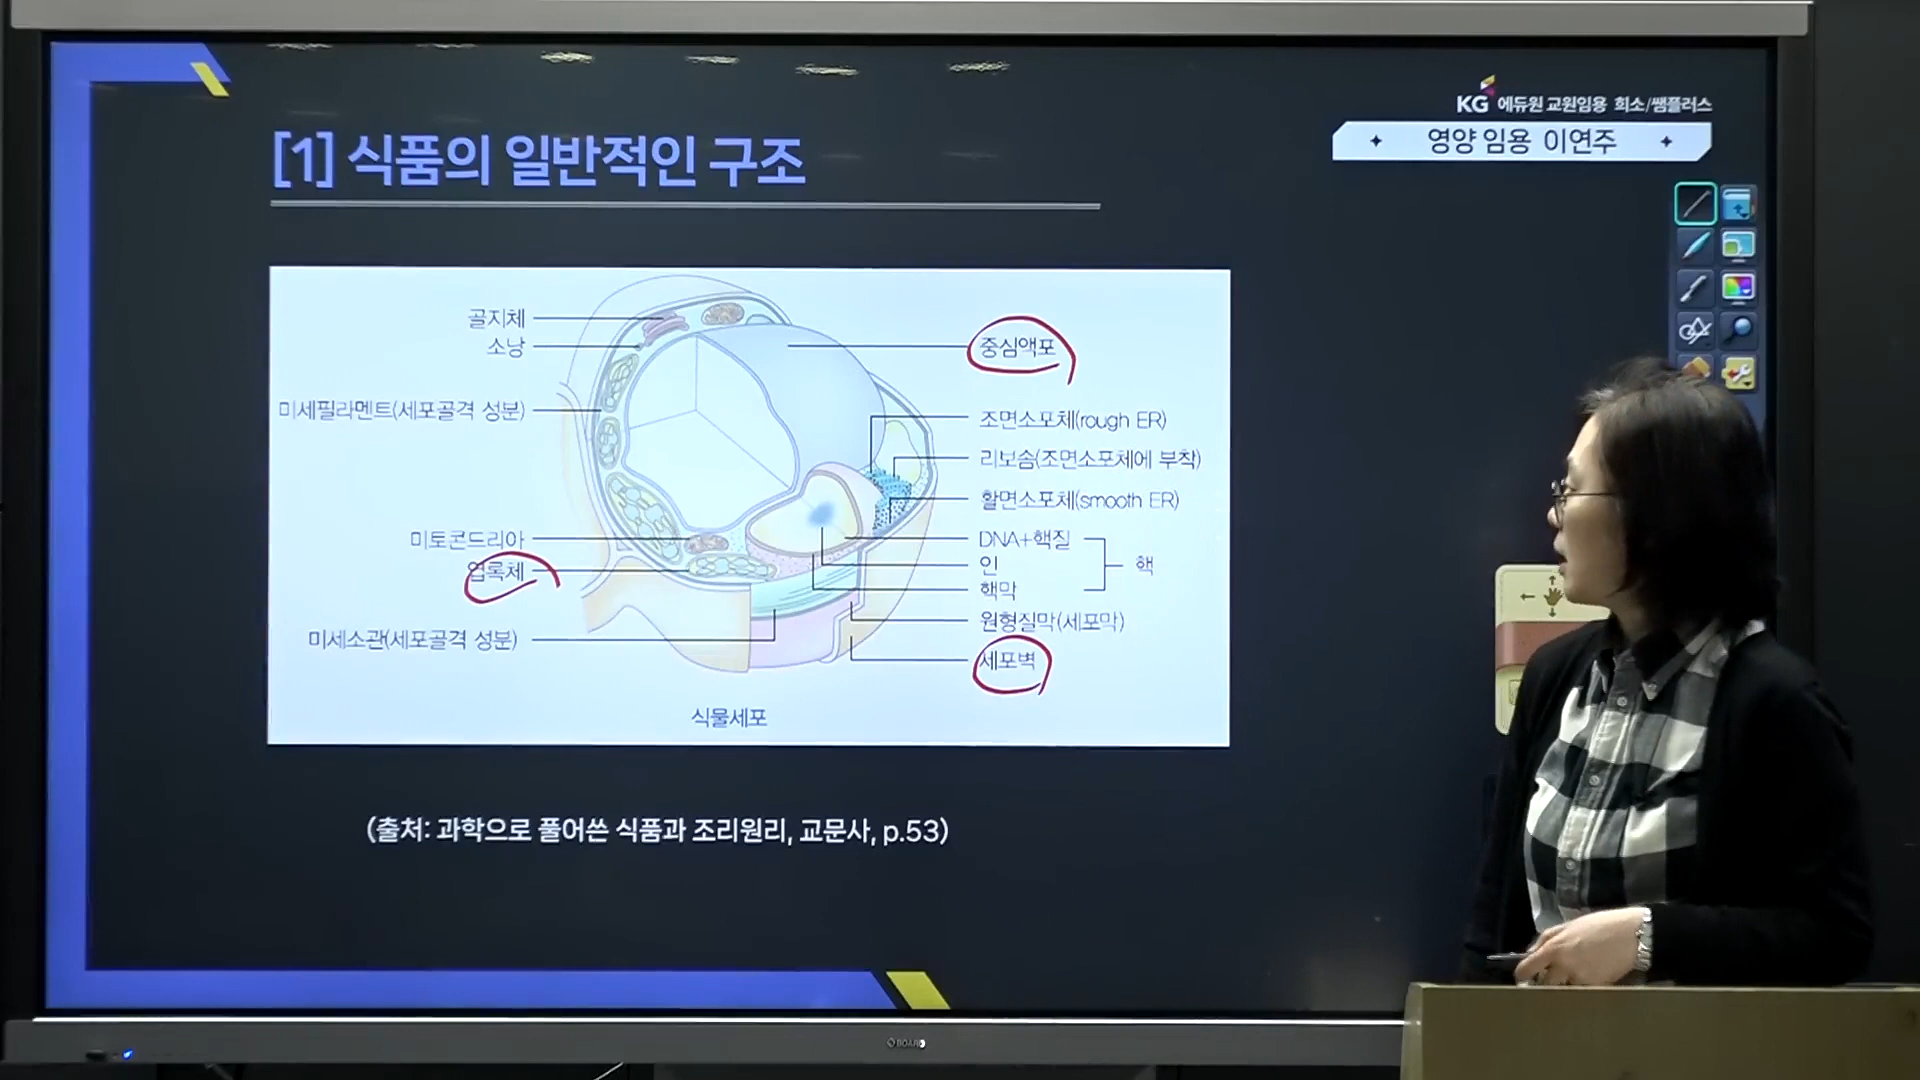 KG 에듀원 교원임용 희소/쌤플러스
영양 임용 이연주
[1] 식품의 일반적인 구조
골지체
소낭
미세필라멘트(세포골격 성분)
미토콘드리아
엽록체
미세소관(세포골격 성분)
중심액포
조면소포체(rough ER)
리보솜(조면소포체에 부착)
활면소포체(smooth ER)
DNA+핵질
인
핵막
핵
원형질막(세포막)
세포벽
식물세포
(출처: 과학으로 풀어쓴 식품과 조리원리, 교문사, p.53)